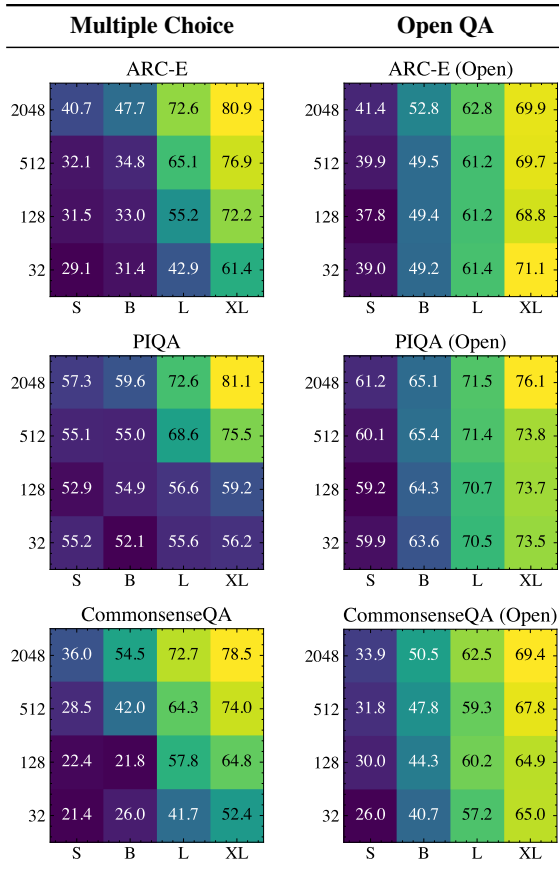 Multiple Choice Open QA
ARC-E ARC-E (Open)
2048 40.7 47.7 72.6 80.9 41.4 52.8 62.8 69.9
512 32.1 34.8 65.1 76.9 39.9 49.5 61.2 69.7
128 31.5 33.0 55.2 72.2 37.8 49.4 61.2 68.8
32 29.1 31.4 42.9 61.4 39.0 49.2 61.4 71.1
S B L XL S B L XL
PIQA PIQA (Open)
2048 57.3 59.6 72.6 81.1 61.2 65.1 71.5 76.1
512 55.1 55.0 68.6 75.5 60.1 65.4 71.4 73.8
128 52.9 54.9 56.6 59.2 59.2 64.3 70.7 73.7
32 55.2 52.1 55.6 56.2 59.9 63.6 70.5 73.5
S B L XL S B L XL
CommonsenseQA CommonsenseQA (Open)
2048 36.0 54.5 72.7 78.5 33.9 50.5 62.5 69.4
512 28.5 42.0 64.3 74.0 31.8 47.8 59.3 67.8
128 22.4 21.8 57.8 64.8 30.0 44.3 60.2 64.9
32 21.4 26.0 41.7 52.4 26.0 40.7 57.2 65.0
S B L XL S B L XL